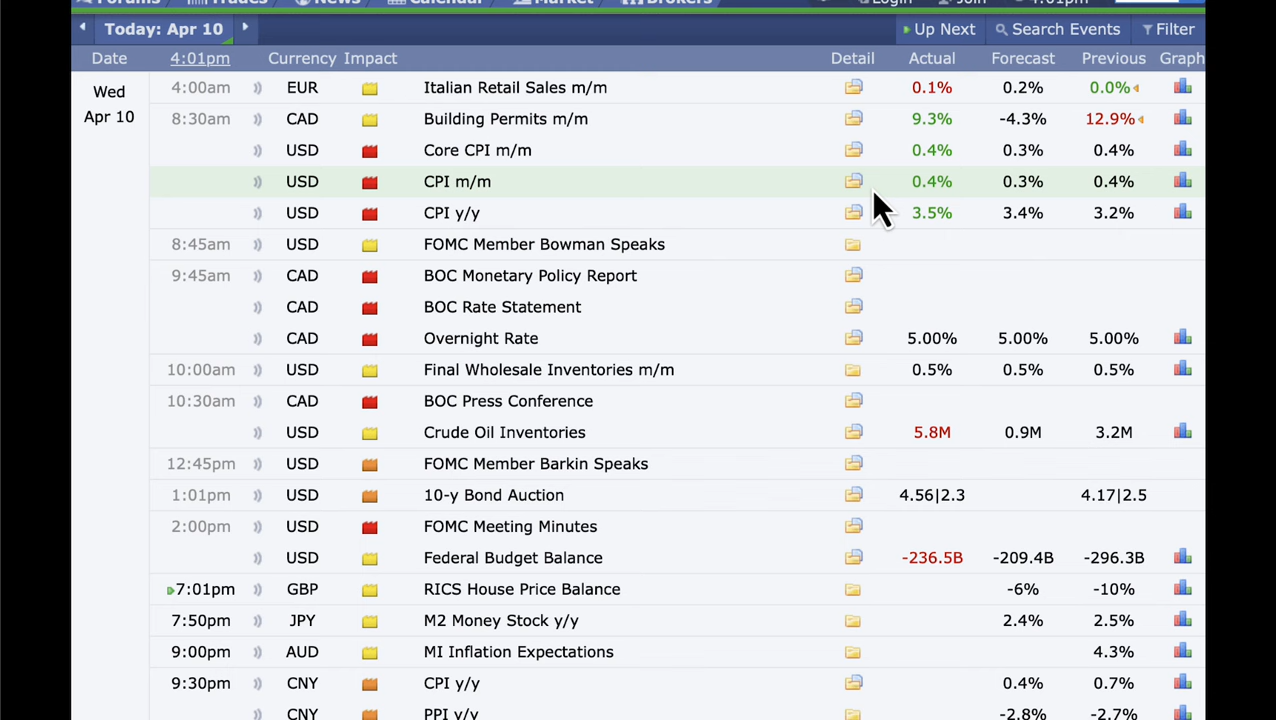 Forums Trades News Calendar Market Brokers Login Join 4:01pm
Today: Apr 10 Up Next Search Events Filter
Date 4:01pm Currency Impact Detail Actual Forecast Previous Graph
Wed Apr 10 4:00am EUR Italian Retail Sales m/m 0.1% 0.2% 0.0%
8:30am CAD Building Permits m/m 9.3% -4.3% 12.9%
USD Core CPI m/m 0.4% 0.3% 0.4%
USD CPI m/m 0.4% 0.3% 0.4%
USD CPI y/y 3.5% 3.4% 3.2%
8:45am USD FOMC Member Bowman Speaks
9:45am CAD BOC Monetary Policy Report
CAD BOC Rate Statement
CAD Overnight Rate 5.00% 5.00% 5.00%
10:00am USD Final Wholesale Inventories m/m 0.5% 0.5% 0.5%
10:30am CAD BOC Press Conference
USD Crude Oil Inventories 5.8M 0.9M 3.2M
12:45pm USD FOMC Member Barkin Speaks
1:01pm USD 10-y Bond Auction 4.56|2.3 4.17|2.5
2:00pm USD FOMC Meeting Minutes
USD Federal Budget Balance -236.5B -209.4B -296.3B
7:01pm GBP RICS House Price Balance -6% -10%
7:50pm JPY M2 Money Stock y/y 2.4% 2.5%
9:00pm AUD MI Inflation Expectations 4.3%
9:30pm CNY CPI y/y 0.4% 0.7%
CNY PPI y/y -2.8% -2.7%